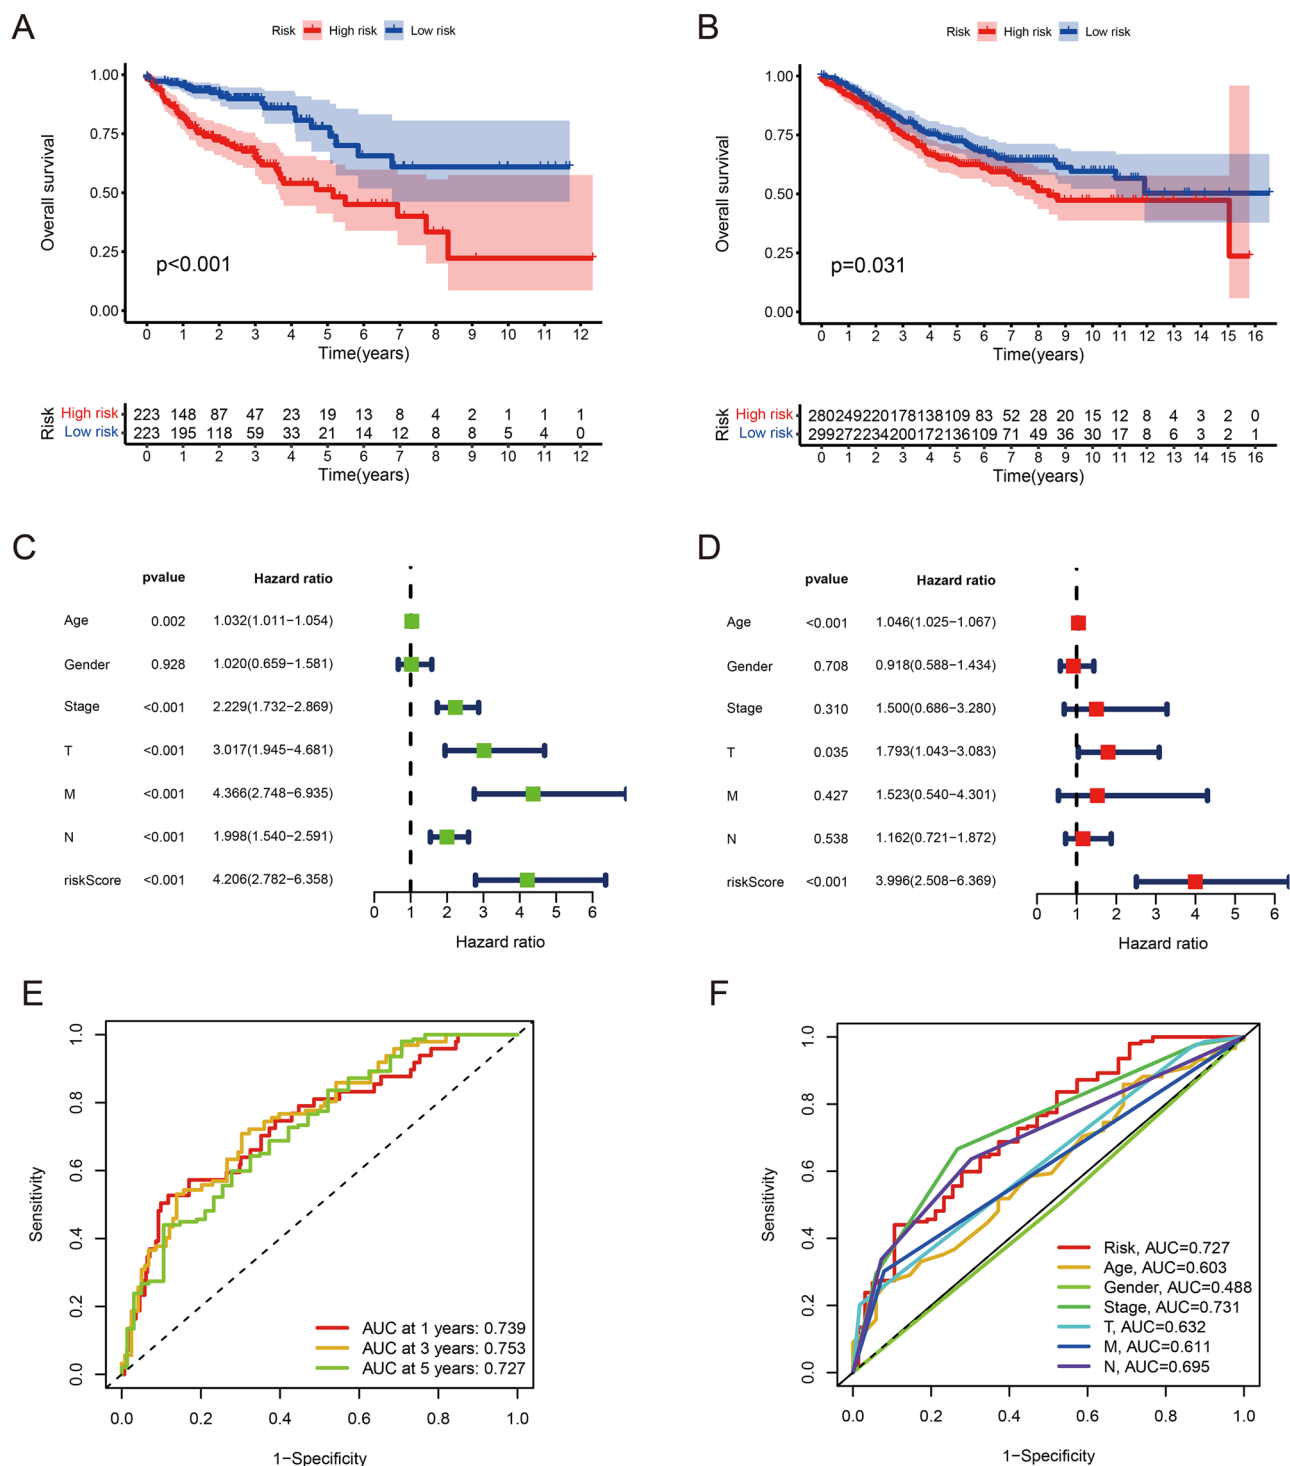 A
Risk High risk Low risk
Overall survival
1.00
0.75
0.50
0.25
0.00
p<0.001
0 1 2 3 4 5 6 7 8 9 10 11 12
Time(years)
Risk
High risk 223 148 87 47 23 19 13 8 4 2 1 1 1
Low risk 223 195 118 59 33 21 14 12 8 8 5 4 0
0 1 2 3 4 5 6 7 8 9 10 11 12
Time(years)
B
Risk High risk Low risk
Overall survival
1.00
0.75
0.50
0.25
0.00
p=0.031
0 1 2 3 4 5 6 7 8 9 10 11 12 13 14 15 16
Time(years)
Risk
High risk 280 249 220 178 138 109 83 52 28 20 15 12 8 4 3 2 0
Low risk 299 272 234 200 172 136 109 71 49 36 30 17 8 6 3 2 1
0 1 2 3 4 5 6 7 8 9 10 11 12 13 14 15 16
Time(years)
C
pvalue Hazard ratio
Age 0.002 1.032(1.011−1.054)
Gender 0.928 1.020(0.659−1.581)
Stage <0.001 2.229(1.732−2.869)
T <0.001 3.017(1.945−4.681)
M <0.001 4.366(2.748−6.935)
N <0.001 1.998(1.540−2.591)
riskScore <0.001 4.206(2.782−6.358)
0 1 2 3 4 5 6
Hazard ratio
D
pvalue Hazard ratio
Age <0.001 1.046(1.025−1.067)
Gender 0.708 0.918(0.588−1.434)
Stage 0.310 1.500(0.686−3.280)
T 0.035 1.793(1.043−3.083)
M 0.427 1.523(0.540−4.301)
N 0.538 1.162(0.721−1.872)
riskScore <0.001 3.996(2.508−6.369)
0 1 2 3 4 5 6
Hazard ratio
E
Sensitivity
1.0
0.8
0.6
0.4
0.2
0.0
AUC at 1 years: 0.739
AUC at 3 years: 0.753
AUC at 5 years: 0.727
0.0 0.2 0.4 0.6 0.8 1.0
1−Specificity
F
Sensitivity
1.0
0.8
0.6
0.4
0.2
0.0
Risk, AUC=0.727
Age, AUC=0.603
Gender, AUC=0.488
Stage, AUC=0.731
T, AUC=0.632
M, AUC=0.611
N, AUC=0.695
0.0 0.2 0.4 0.6 0.8 1.0
1−Specificity